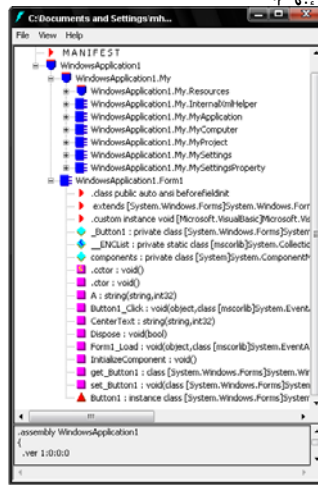 C:\Documents and Settings\mh...
File View Help
MANIFEST
WindowsApplication1
WindowsApplication1.My
WindowsApplication1.My.Resources
WindowsApplication1.My.InternalXmlHelper
WindowsApplication1.My.MyApplication
WindowsApplication1.My.MyComputer
WindowsApplication1.My.MyProject
WindowsApplication1.My.MySettings
WindowsApplication1.My.MySettingsProperty
WindowsApplication1.Form1
.class public auto ansi beforefieldinit
extends [System.Windows.Forms]System.Windows.Forr
.custom instance void [Microsoft.VisualBasic]Microsoft.Vis
_Button1 : private class [System.Windows.Forms]System
__ENCList : private static class [mscorlib]System.Collectic
components : private class [System]System.ComponentM
.cctor : void()
.ctor : void()
A : string(string,int32)
Button1_Click : void(object,class [mscorlib]System.EventA
CenterText : string(string,int32)
Dispose : void(bool)
Form1_Load : void(object,class [mscorlib]System.EventA
InitializeComponent : void()
get_Button1 : class [System.Windows.Forms]System.Wir
set_Button1 : void(class [System.Windows.Forms]System
Button1 : instance class [System.Windows.Forms]System
.assembly WindowsApplication1
{
.ver 1:0:0:0